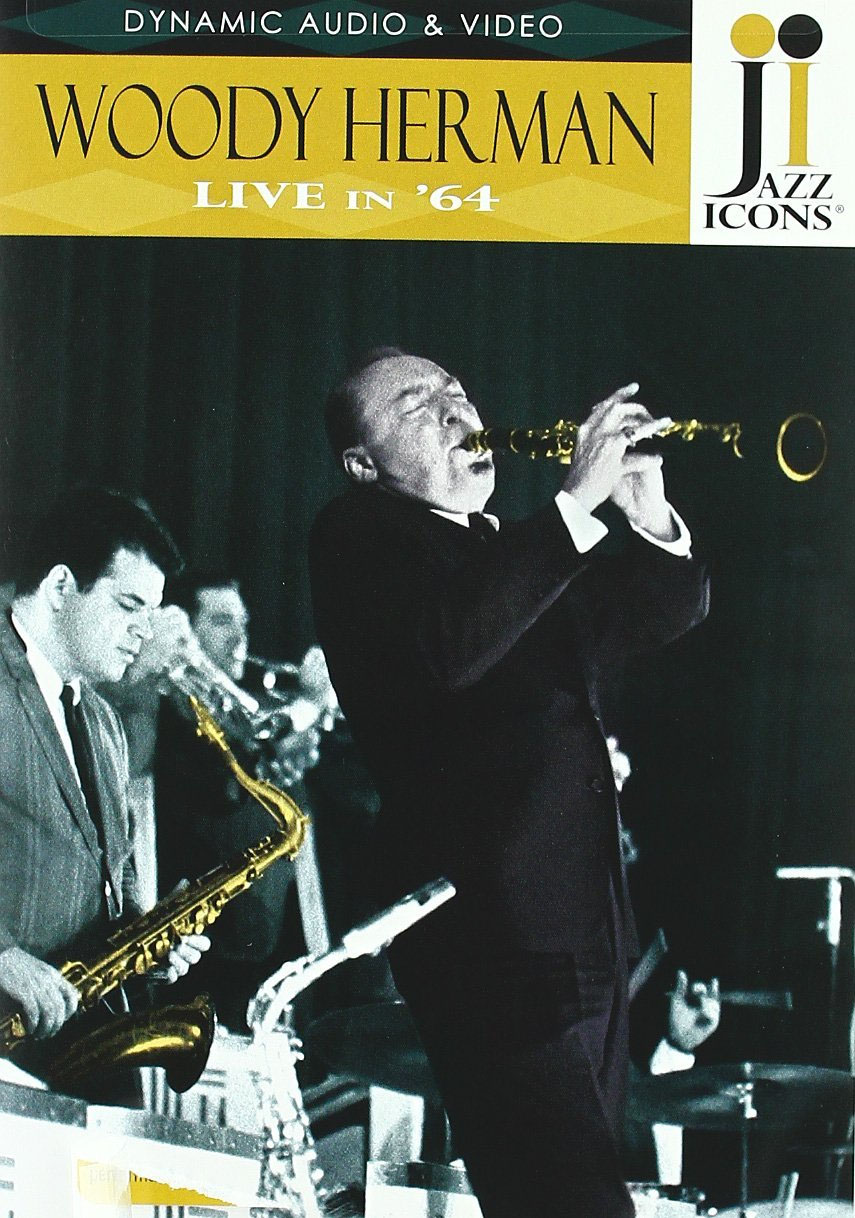 DYNAMIC AUDIO & VIDEO
WOODY HERMAN
LIVE IN '64
JAZZ
ICONS®